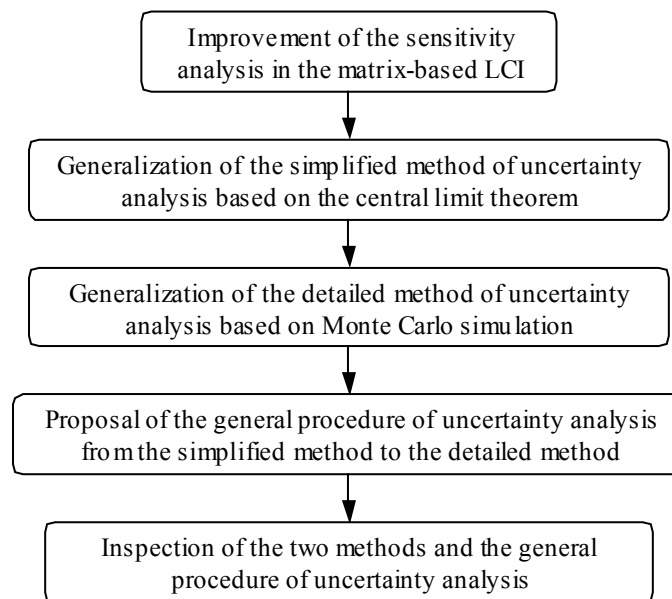 Improvement of the sensitivity
analysis in the matrix-based LCI
Generalization of the simplified method of uncertainty
analysis based on the central limit theorem
Generalization of the detailed method of uncertainty
analysis based on Monte Carlo simulation
Proposal of the general procedure of uncertainty analysis
from the simplified method to the detailed method
Inspection of the two methods and the general
procedure of uncertainty analysis